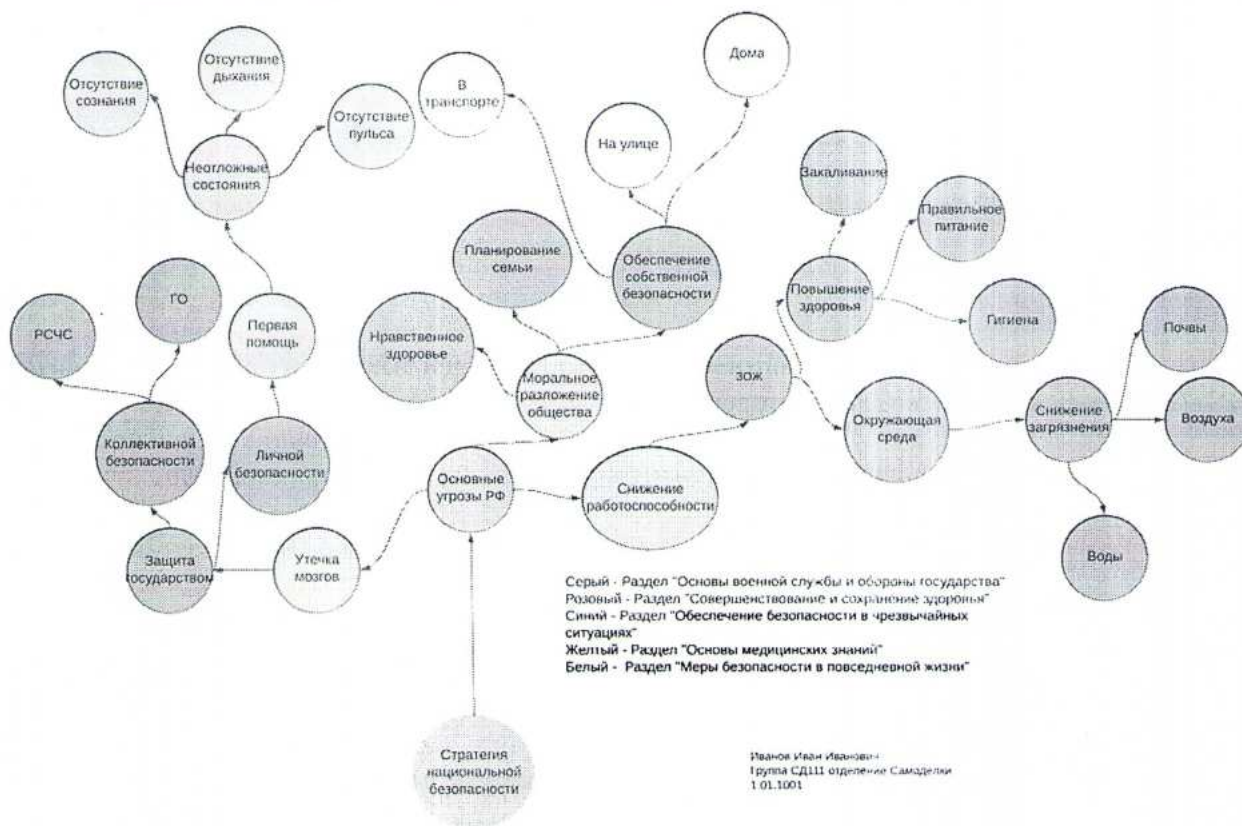 Дома
Отсутствие
дыхания
Отсутствие
сознания
В
транспорте
Отсутствие
пульса
На улице
Неотложные
состояния
Закаливание
Правильное
питание
Планирование
семьи
Обеспечение
собственной
безопасности
Повышение
здоровья
ГО
РСЧС
Первая
помощь
Нравственное
здоровье
Гигиена
Почвы
Моральное
разложение
общества
ЗОЖ
Окружающая
среда
Снижение
загрязнения
Воздуха
Коллективной
безопасности
Личной
безопасности
Основные
угрозы РФ
Снижение
работоспособности
Защита
государством
Утечка
мозгов
Воды
Серый - Раздел "Основы военной службы и обороны государства"
Розовый - Раздел "Совершенствование и сохранение здоровья"
Синий - Раздел "Обеспечение безопасности в чрезвычайных
ситуациях"
Желтый - Раздел "Основы медицинских знаний"
Белый - Раздел "Меры безопасности в повседневной жизни"
Стратегия
национальной
безопасности
Иванов Иван Иванович
Группа СД111 отделение Самоделки
1.01.1001